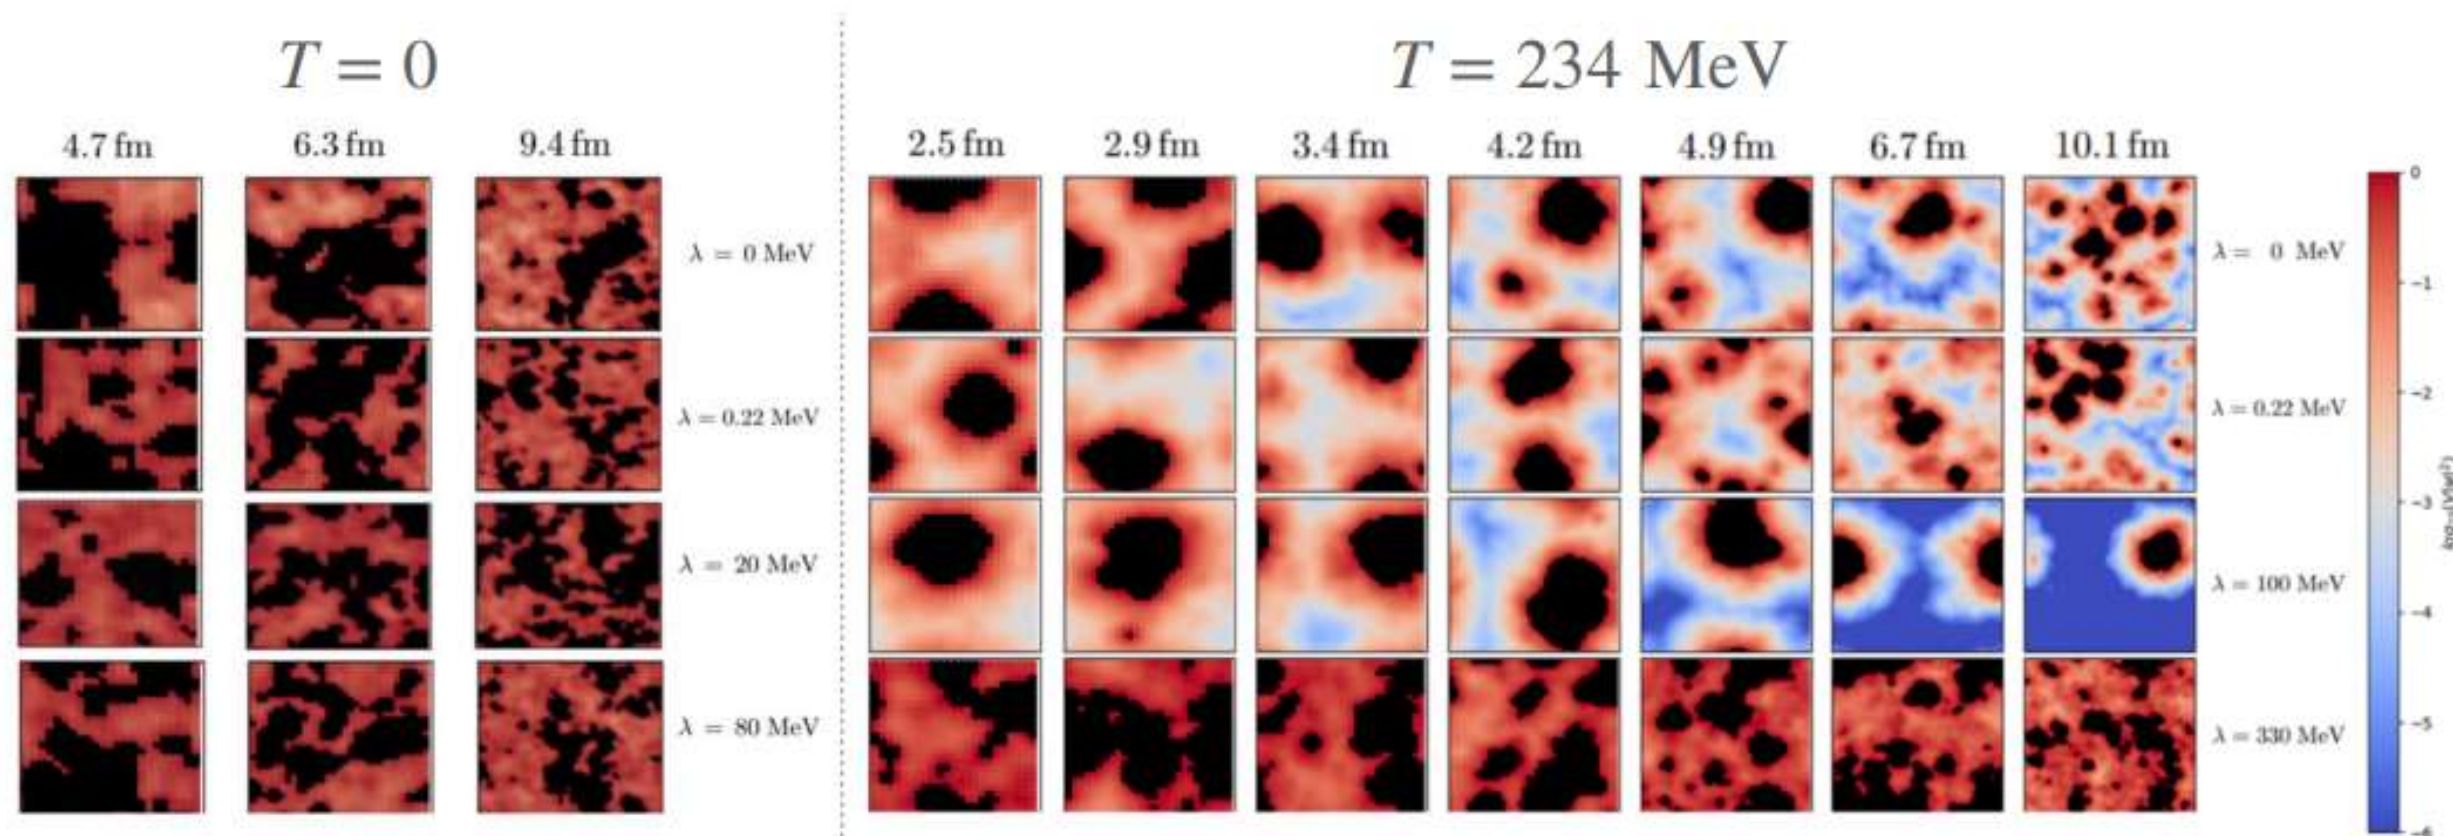 T = 0
T = 234 MeV
4.7 fm 6.3 fm 9.4 fm
2.5 fm 2.9 fm 3.4 fm 4.2 fm 4.9 fm 6.7 fm 10.1 fm
λ = 0 MeV
λ = 0.22 MeV
λ = 20 MeV
λ = 80 MeV
λ = 0 MeV
λ = 0.22 MeV
λ = 100 MeV
λ = 330 MeV
0
−1
−2
−3
−4
−5
−6